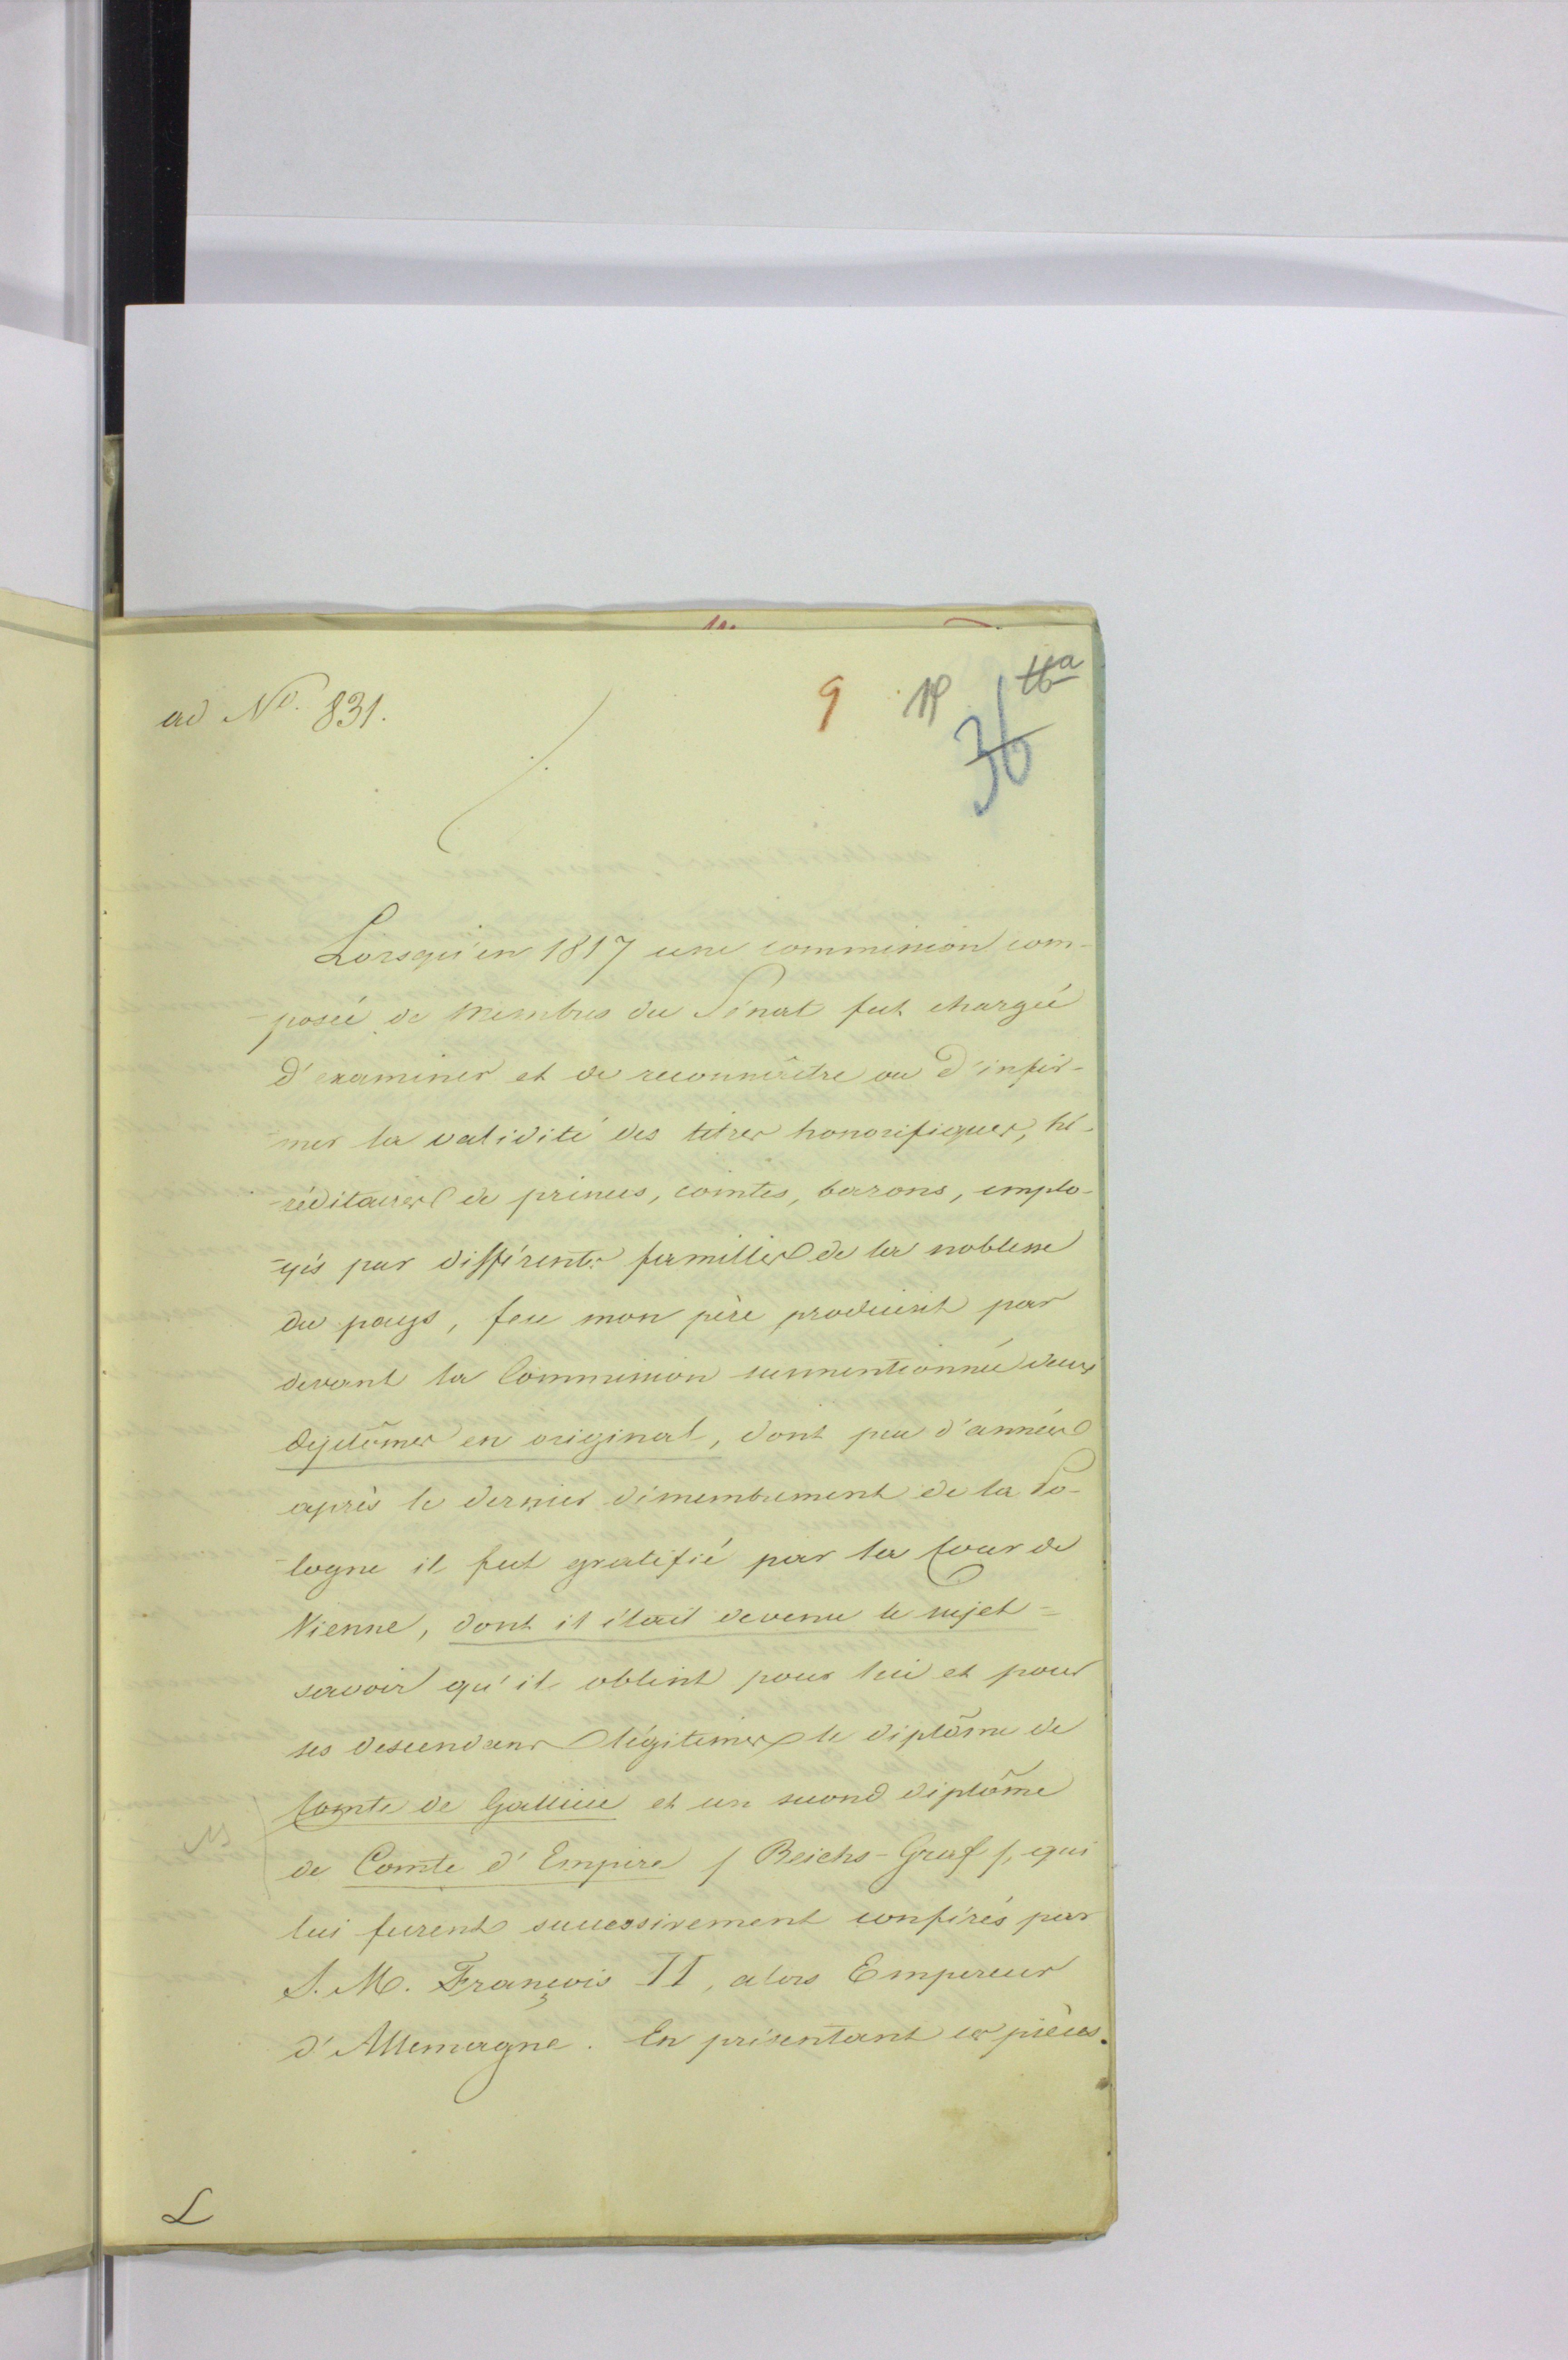 ad No. 831.
9 36
Lorsqu'en 1817 une commission com-
-posée de Membres du Sénat fut chargée
d'examiner et de reconnaître ou d'infir-
-mer la validité des titres honorifiques, hé-
-réditaires de princes, comtes, barons, emplo-
-yés par différentes familles de la noblesse
du pays, feu mon père produisit par
devant la Commission susmentionnée deux
diplômes en original, dont peu d'années
après le dernier démembrement de la Po-
-logne il fut gratifié par la Cour de
Vienne, dont il était devenu le sujet =
savoir qu'il obtint pour lui et pour
ses descendans légitimes le diplôme de
Comte de Gallicie et un second diplôme
de Comte d'Empire / Reichs-Graf /, qui
lui furent successivement conférés par
S. M. François II, alors Empereur
d'Allemagne. En présentant ces pièces
L